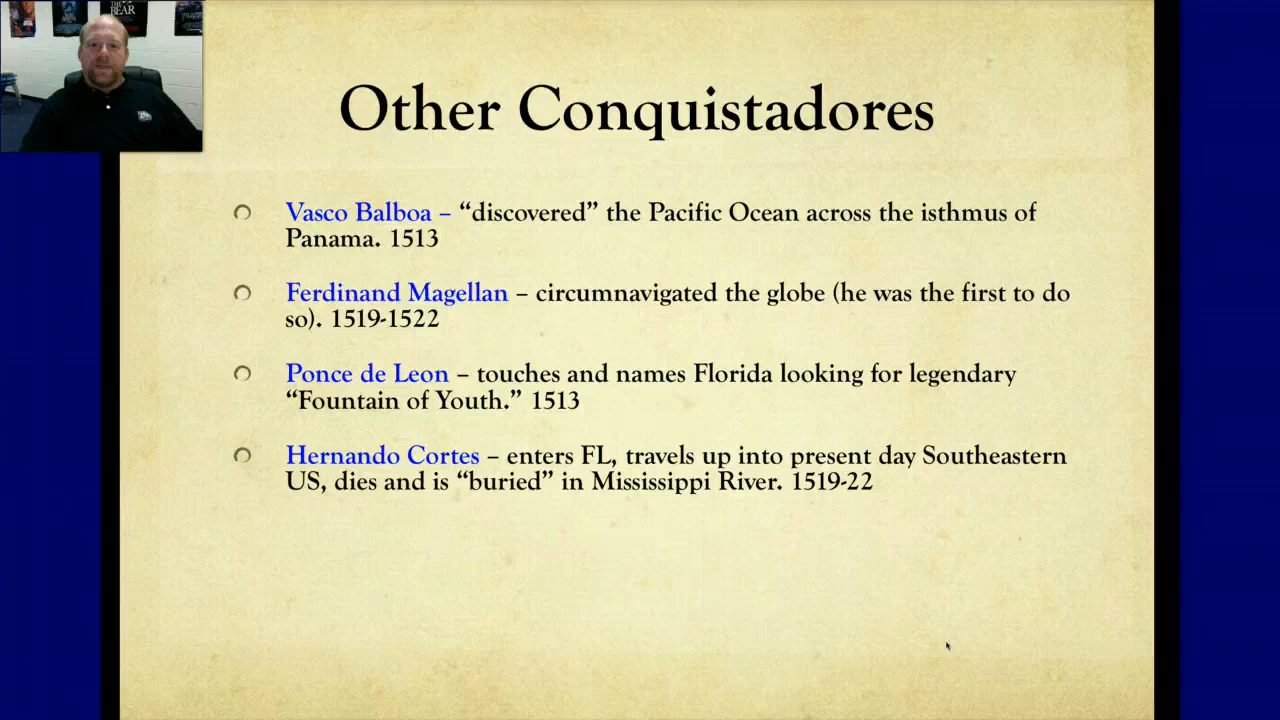 THE
BEAR
Other Conquistadores
Vasco Balboa – “discovered” the Pacific Ocean across the isthmus of
Panama. 1513
Ferdinand Magellan – circumnavigated the globe (he was the first to do
so). 1519-1522
Ponce de Leon – touches and names Florida looking for legendary
“Fountain of Youth.” 1513
Hernando Cortes – enters FL, travels up into present day Southeastern
US, dies and is “buried” in Mississippi River. 1519-22